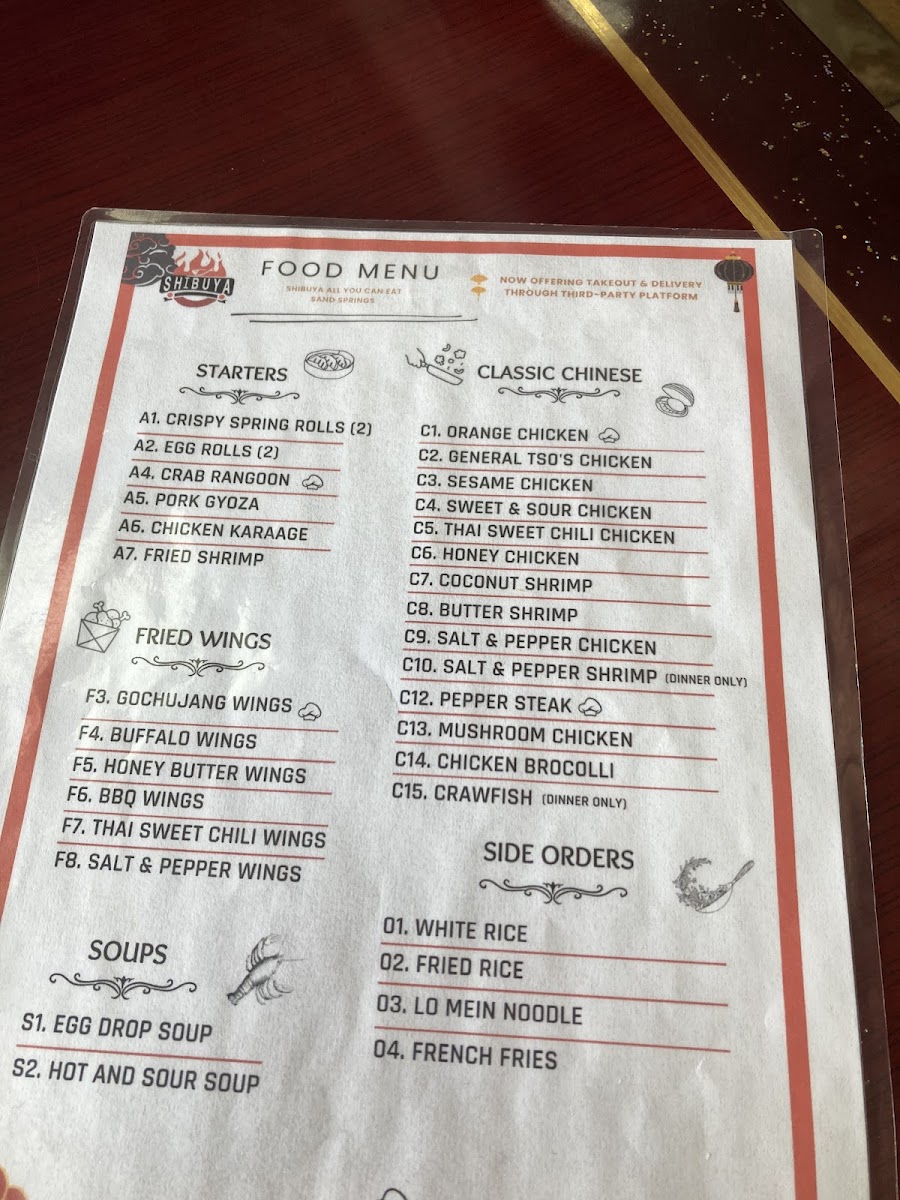 SHIBUYA
FOOD MENU
SHIBUYA ALL YOU CAN EAT
SAND SPRINGS
NOW OFFERING TAKEOUT & DELIVERY
THROUGH THIRD-PARTY PLATFORM
STARTERS
A1. CRISPY SPRING ROLLS (2)
A2. EGG ROLLS (2)
A4. CRAB RANGOON
A5. PORK GYOZA
A6. CHICKEN KARAAGE
A7. FRIED SHRIMP
FRIED WINGS
F3. GOCHUJANG WINGS
F4. BUFFALO WINGS
F5. HONEY BUTTER WINGS
F6. BBQ WINGS
F7. THAI SWEET CHILI WINGS
F8. SALT & PEPPER WINGS
SOUPS
S1. EGG DROP SOUP
S2. HOT AND SOUR SOUP
CLASSIC CHINESE
C1. ORANGE CHICKEN
C2. GENERAL TSO'S CHICKEN
C3. SESAME CHICKEN
C4. SWEET & SOUR CHICKEN
C5. THAI SWEET CHILI CHICKEN
C6. HONEY CHICKEN
C7. COCONUT SHRIMP
C8. BUTTER SHRIMP
C9. SALT & PEPPER CHICKEN
C10. SALT & PEPPER SHRIMP (DINNER ONLY)
C12. PEPPER STEAK
C13. MUSHROOM CHICKEN
C14. CHICKEN BROCOLLI
C15. CRAWFISH (DINNER ONLY)
SIDE ORDERS
O1. WHITE RICE
O2. FRIED RICE
O3. LO MEIN NOODLE
O4. FRENCH FRIES